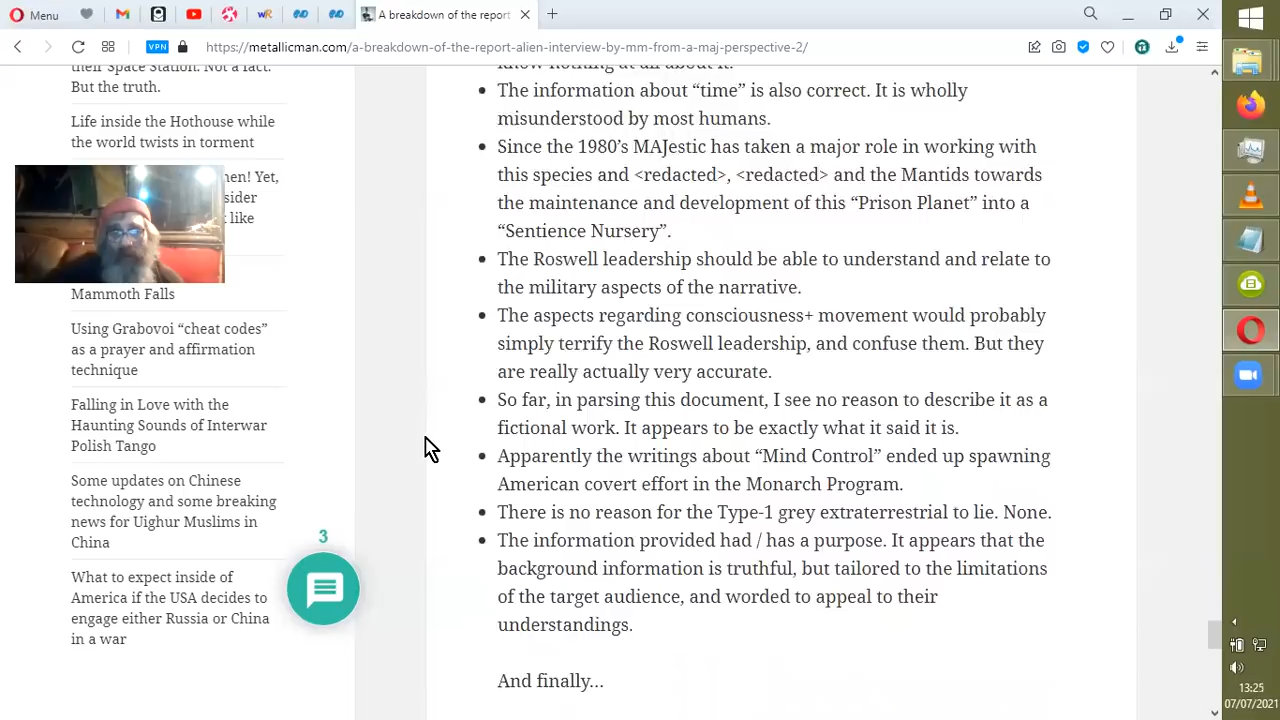 Menu
A breakdown of the report
VPN
https://metallicman.com/a-breakdown-of-the-report-alien-interview-by-mm-from-a-maj-perspective-2/
their Space Station. Not a fact.
But the truth.
Life inside the Hothouse while
the world twists in torment
nen! Yet,
sider
like
Mammoth Falls
Using Grabovoi “cheat codes”
as a prayer and affirmation
technique
Falling in Love with the
Haunting Sounds of Interwar
Polish Tango
Some updates on Chinese
technology and some breaking
news for Uighur Muslims in
China
What to expect inside of
America if the USA decides to
engage either Russia or China
in a war
3
know nothing at all about it.
The information about “time” is also correct. It is wholly
misunderstood by most humans.
Since the 1980’s MAJestic has taken a major role in working with
this species and <redacted>, <redacted> and the Mantids towards
the maintenance and development of this “Prison Planet” into a
“Sentience Nursery”.
The Roswell leadership should be able to understand and relate to
the military aspects of the narrative.
The aspects regarding consciousness+ movement would probably
simply terrify the Roswell leadership, and confuse them. But they
are really actually very accurate.
So far, in parsing this document, I see no reason to describe it as a
fictional work. It appears to be exactly what it said it is.
Apparently the writings about “Mind Control” ended up spawning
American covert effort in the Monarch Program.
There is no reason for the Type-1 grey extraterrestrial to lie. None.
The information provided had / has a purpose. It appears that the
background information is truthful, but tailored to the limitations
of the target audience, and worded to appeal to their
understandings.
And finally…
13:25
07/07/2021